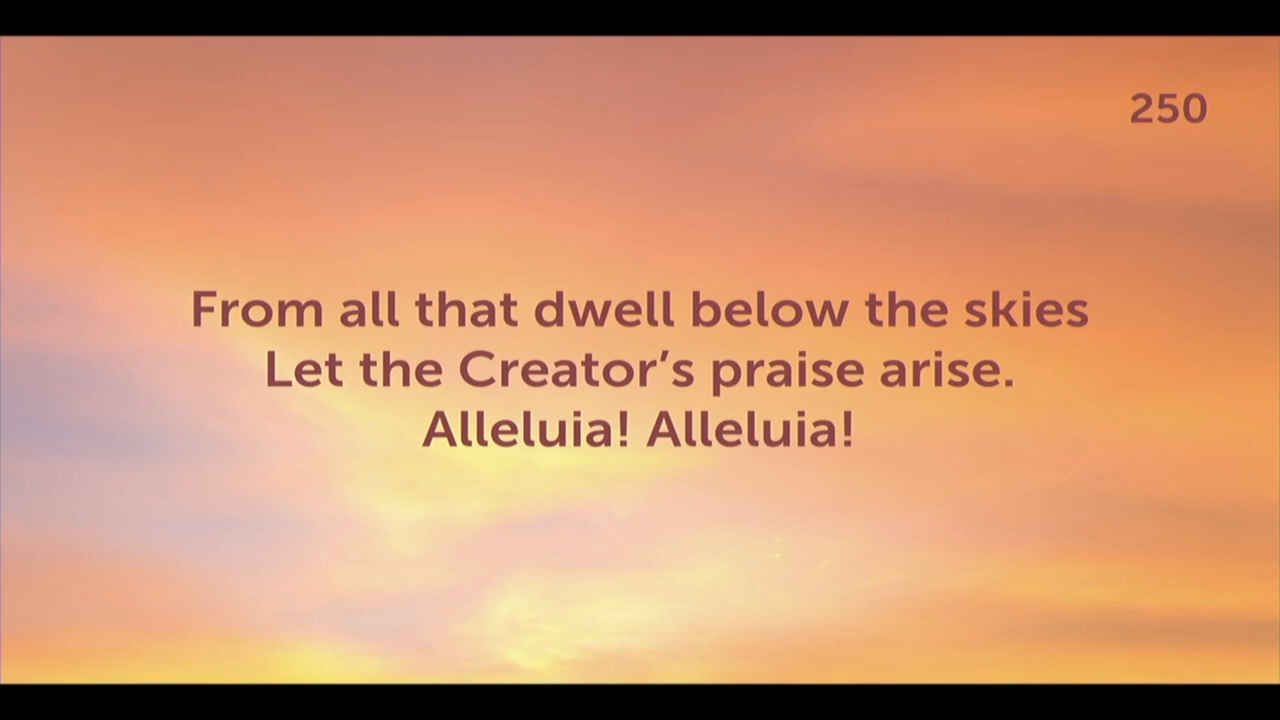 250
From all that dwell below the skies
Let the Creator’s praise arise.
Alleluia! Alleluia!